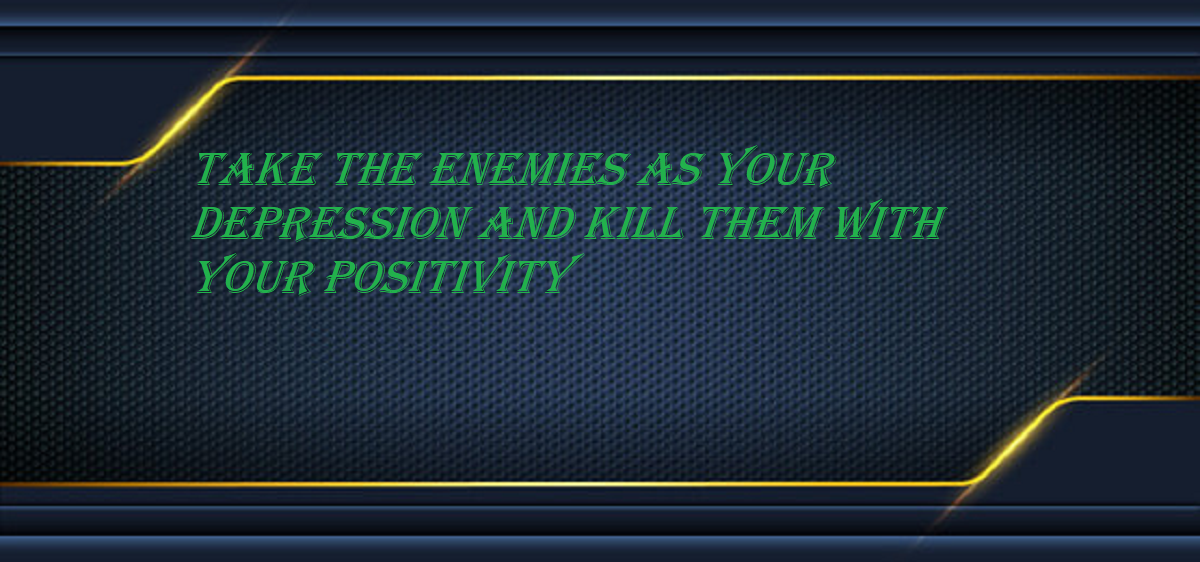 TAKE THE ENEMIES AS YOUR
DEPRESSION AND KILL THEM WITH
YOUR POSITIVITY